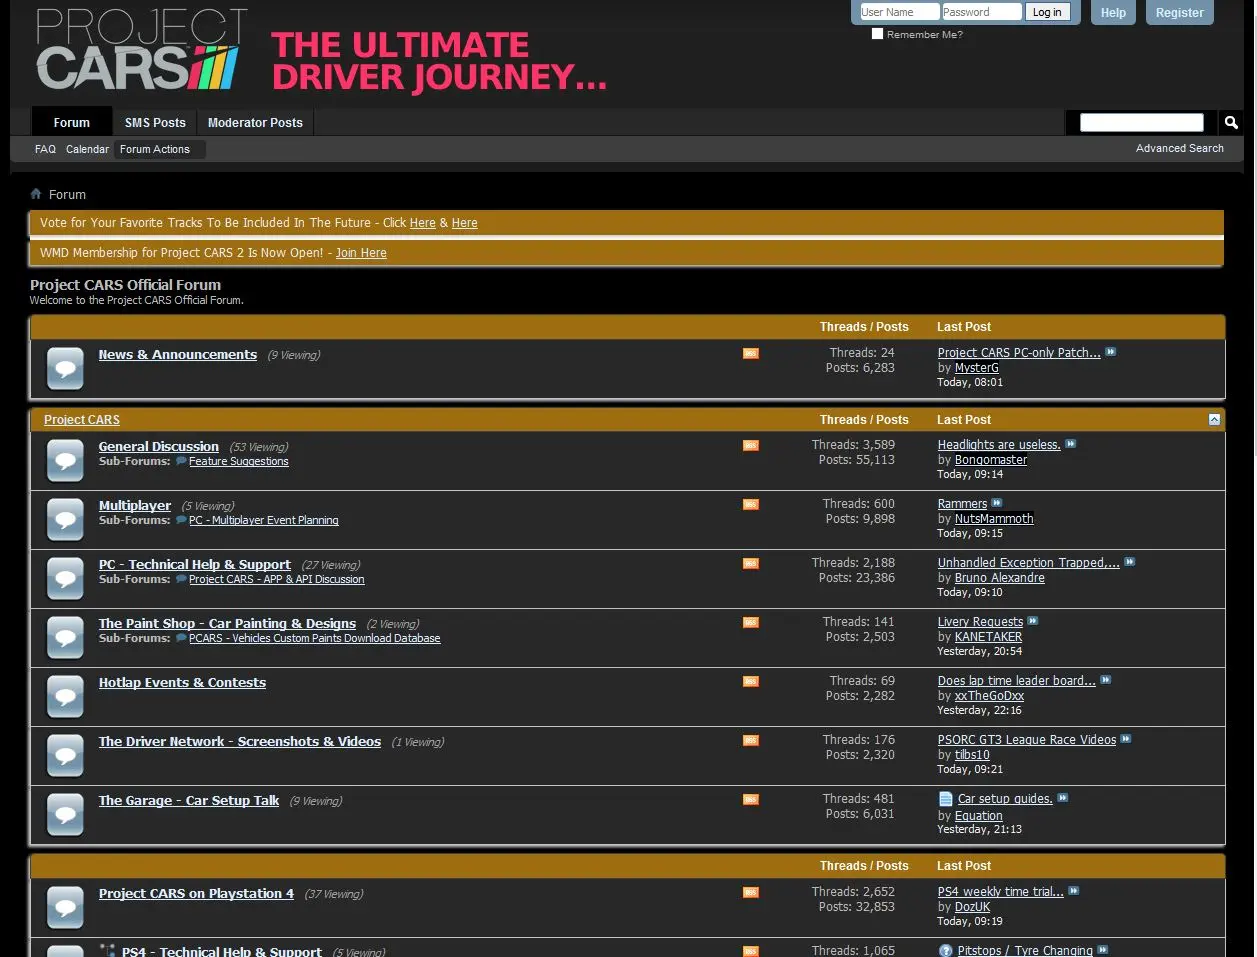 PROJECT
CARS
THE ULTIMATE
DRIVER JOURNEY...
User Name Password Log in Help Register
Remember Me?
Forum SMS Posts Moderator Posts
FAQ Calendar Forum Actions Advanced Search
Forum
Vote for Your Favorite Tracks To Be Included In The Future - Click Here & Here
WMD Membership for Project CARS 2 Is Now Open! - Join Here
Project CARS Official Forum
Welcome to the Project CARS Official Forum.
Threads / Posts Last Post
News & Announcements (9 Viewing) RSS Threads: 24 Project CARS PC-only Patch...
Posts: 6,283 by MysterG
Today, 08:01
Project CARS Threads / Posts Last Post
General Discussion (53 Viewing) RSS Threads: 3,589 Headlights are useless.
Sub-Forums: Feature Suggestions Posts: 55,113 by Bongomaster
Today, 09:14
Multiplayer (5 Viewing) RSS Threads: 600 Rammers
Sub-Forums: PC - Multiplayer Event Planning Posts: 9,898 by NutsMammoth
Today, 09:15
PC - Technical Help & Support (27 Viewing) RSS Threads: 2,188 Unhandled Exception Trapped,...
Sub-Forums: Project CARS - APP & API Discussion Posts: 23,386 by Bruno Alexandre
Today, 09:10
The Paint Shop - Car Painting & Designs (2 Viewing) RSS Threads: 141 Livery Requests
Sub-Forums: PCARS - Vehicles Custom Paints Download Database Posts: 2,503 by KANETAKER
Yesterday, 20:54
Hotlap Events & Contests RSS Threads: 69 Does lap time leader board...
Posts: 2,282 by xxTheGoDxx
Yesterday, 22:16
The Driver Network - Screenshots & Videos (1 Viewing) RSS Threads: 176 PSORC GT3 League Race Videos
Posts: 2,320 by tilbs10
Today, 09:21
The Garage - Car Setup Talk (9 Viewing) RSS Threads: 481 Car setup guides.
Posts: 6,031 by Equation
Yesterday, 21:13
Threads / Posts Last Post
Project CARS on Playstation 4 (37 Viewing) RSS Threads: 2,652 PS4 weekly time trial...
Posts: 32,853 by DozUK
Today, 09:19
PS4 - Technical Help & Support (5 Viewing) RSS Threads: 1,065 Pitstops / Tyre Changing